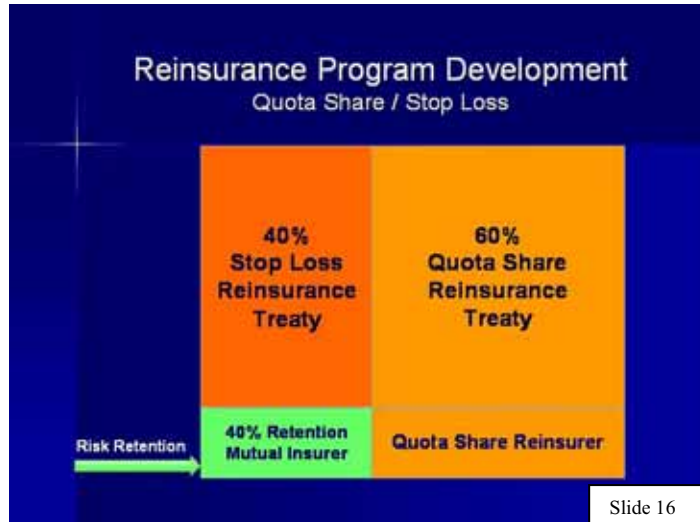 Reinsurance Program Development
Quota Share / Stop Loss
40%
Stop Loss
Reinsurance
Treaty
60%
Quota Share
Reinsurance
Treaty
Risk Retention
40% Retention
Mutual Insurer
Quota Share Reinsurer
Slide 16